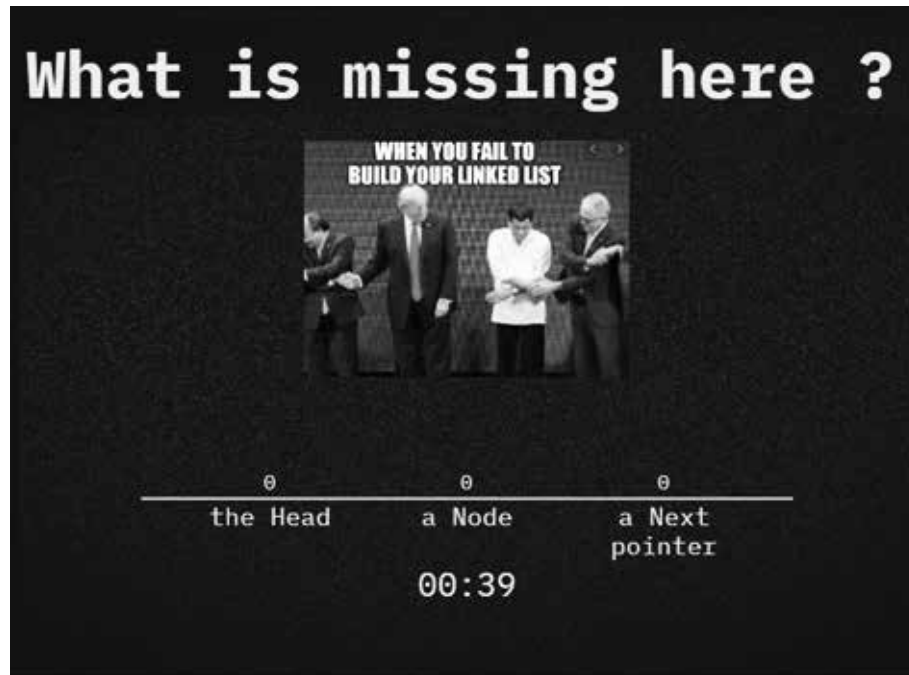 What is missing here ?
WHEN YOU FAIL TO
BUILD YOUR LINKED LIST
0 0 0
the Head a Node a Next
pointer
00:39